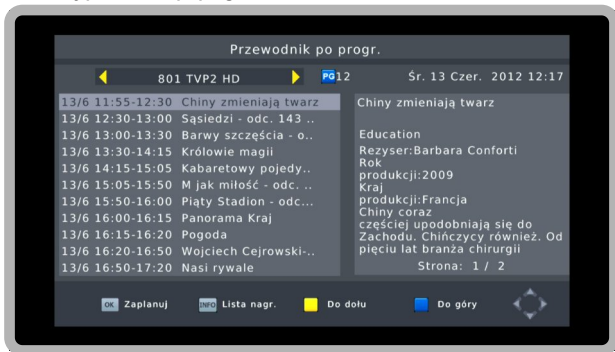 Przewodnik po progr.
801 TVP2 HD
PG12
Śr. 13 Czer. 2012 12:17
13/6 11:55-12:30 Chiny zmieniają twarz
13/6 12:30-13:00 Sąsiedzi - odc. 143 ..
13/6 13:00-13:30 Barwy szczęścia - o..
13/6 13:30-14:15 Królowie magii
13/6 14:15-15:05 Kabaretowy pojedy..
13/6 15:05-15:50 M jak miłość - odc. ..
13/6 15:50-16:00 Piąty Stadion - odc...
13/6 16:00-16:15 Panorama Kraj
13/6 16:15-16:20 Pogoda
13/6 16:20-16:50 Wojciech Cejrowski-..
13/6 16:50-17:20 Nasi rywale
Chiny zmieniają twarz
Education
Rezyser:Barbara Conforti
Rok
produkcji:2009
Kraj
produkcji:Francja
Chiny coraz
częściej upodobniają się do
Zachodu. Chińczycy również. Od
pięciu lat branża chirurgii
Strona: 1 / 2
OK Zaplanuj
INFO Lista nagr.
Do dołu
Do góry